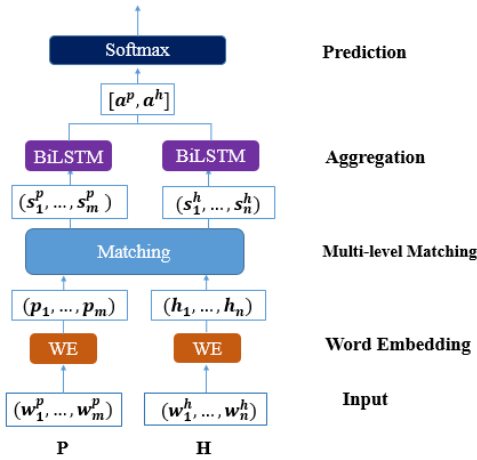 Softmax Prediction
[a^p, a^h]
BiLSTM BiLSTM Aggregation
(s_1^p, ..., s_m^p) (s_1^h, ..., s_n^h)
Matching Multi-level Matching
(p_1, ..., p_m) (h_1, ..., h_n)
WE WE Word Embedding
(w_1^p, ..., w_m^p) (w_1^h, ..., w_n^h) Input
P H